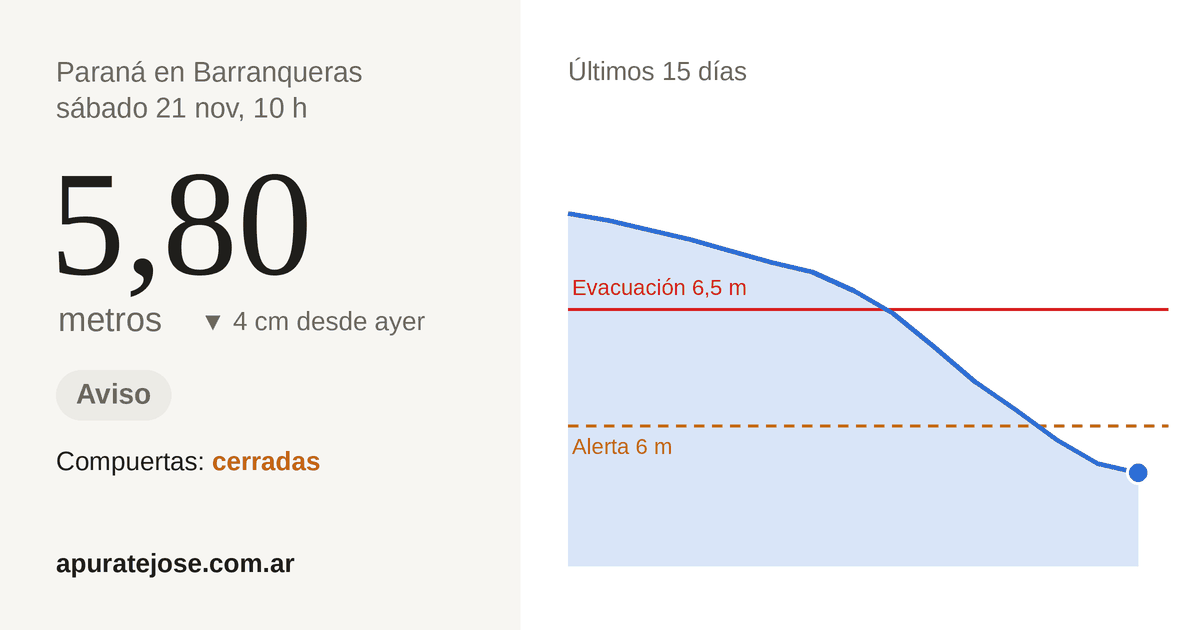 Paraná en Barranqueras
sábado 21 nov, 10 h
5,80
metros ▼ 4 cm desde ayer
Aviso
Compuertas: cerradas
apuratejose.com.ar
Últimos 15 días
Evacuación 6,5 m
Alerta 6 m